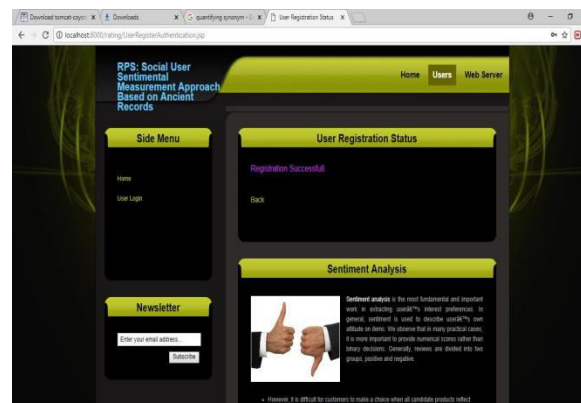 Download tomcat-coyo
Downloads
quantifying synonym - G
User Registration Status
localhost:8000/rating/UserRegisterAuthentication.jsp
RPS: Social User
Sentimental
Measurement Approach
Based on Ancient
Records
Home Users Web Server
Side Menu
Home
User Login
User Registration Status
Registration Successfull
Back
Newsletter
Enter your email address...
Subscribe
Sentiment Analysis
Sentiment analysis is the most fundamental and important
work in extracting userâ€™s interest preferences. In
general, sentiment is used to describe userâ€™s own
attitude on items. We observe that in many practical cases,
it is more important to provide numerical scores rather than
binary decisions. Generally, reviews are divided into two
groups, positive and negative.
However, it is difficult for customers to make a choice when all candidate products reflect